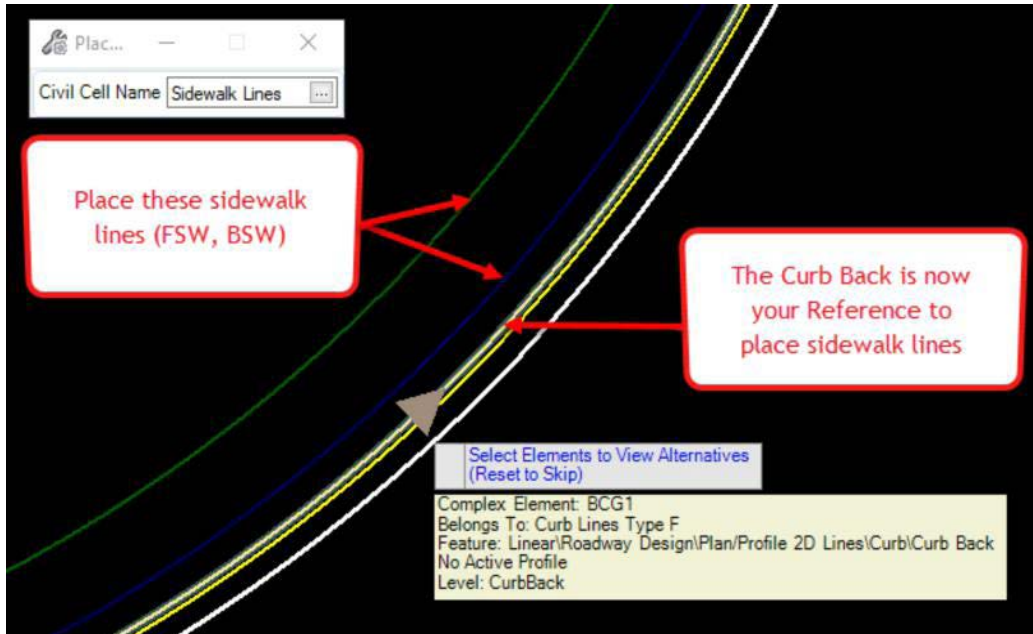 Plac...
Civil Cell Name Sidewalk Lines ...
Place these sidewalk
lines (FSW, BSW)
The Curb Back is now
your Reference to
place sidewalk lines
Select Elements to View Alternatives
(Reset to Skip)
Complex Element: BCG1
Belongs To: Curb Lines Type F
Feature: Linear\Roadway Design\Plan/Profile 2D Lines\Curb\Curb Back
No Active Profile
Level: CurbBack